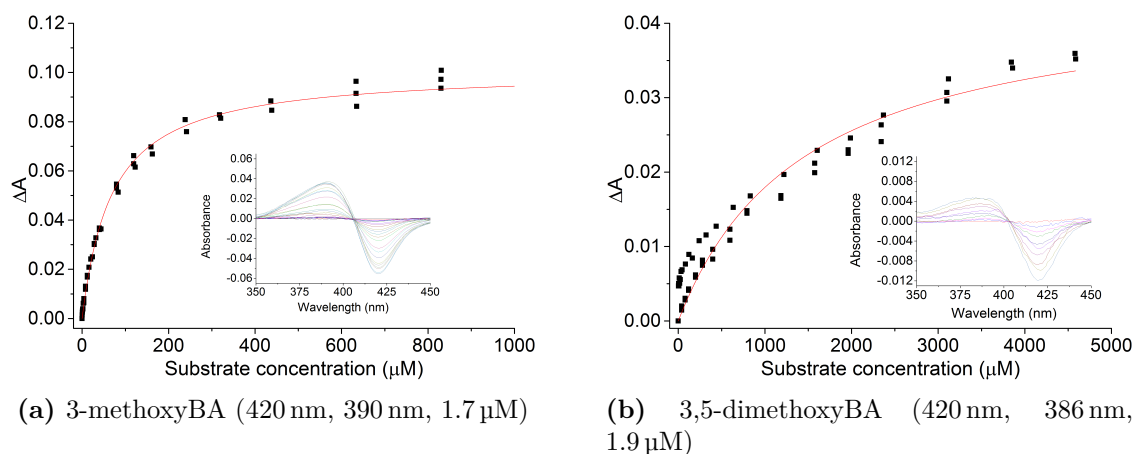 0.12
0.10
0.08
0.06
0.04
0.02
0.00
ΔA
0 200 400 600 800 1000
Substrate concentration (μM)
0.06
0.04
0.02
0.00
-0.02
-0.04
-0.06
Absorbance
350 375 400 425 450
Wavelength (nm)
(a) 3-methoxyBA (420 nm, 390 nm, 1.7 µM)
0.04
0.03
0.02
0.01
0.00
ΔA
0 1000 2000 3000 4000 5000
Substrate concentration (μM)
0.012
0.008
0.004
0.000
-0.004
-0.008
-0.012
Absorbance
350 375 400 425 450
Wavelength (nm)
(b) 3,5-dimethoxyBA (420 nm, 386 nm,
1.9 µM)